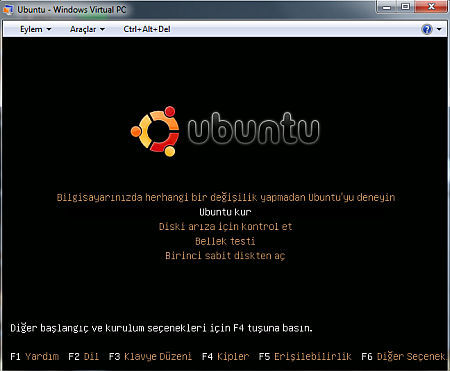 Ubuntu - Windows Virtual PC
Eylem Araçlar Ctrl+Alt+Del
ubuntu
Bilgisayarınızda herhangi bir değişilik yapmadan Ubuntu'yu deneyin
Ubuntu kur
Diski arıza için kontrol et
Bellek testi
Birinci sabit diskten aç
Diğer başlangıç ve kurulum seçenekleri için F4 tuşuna basın.
F1 Yardım F2 Dil F3 Klavye Düzeni F4 Kipler F5 Erişilebilirlik F6 Diğer Seçenek